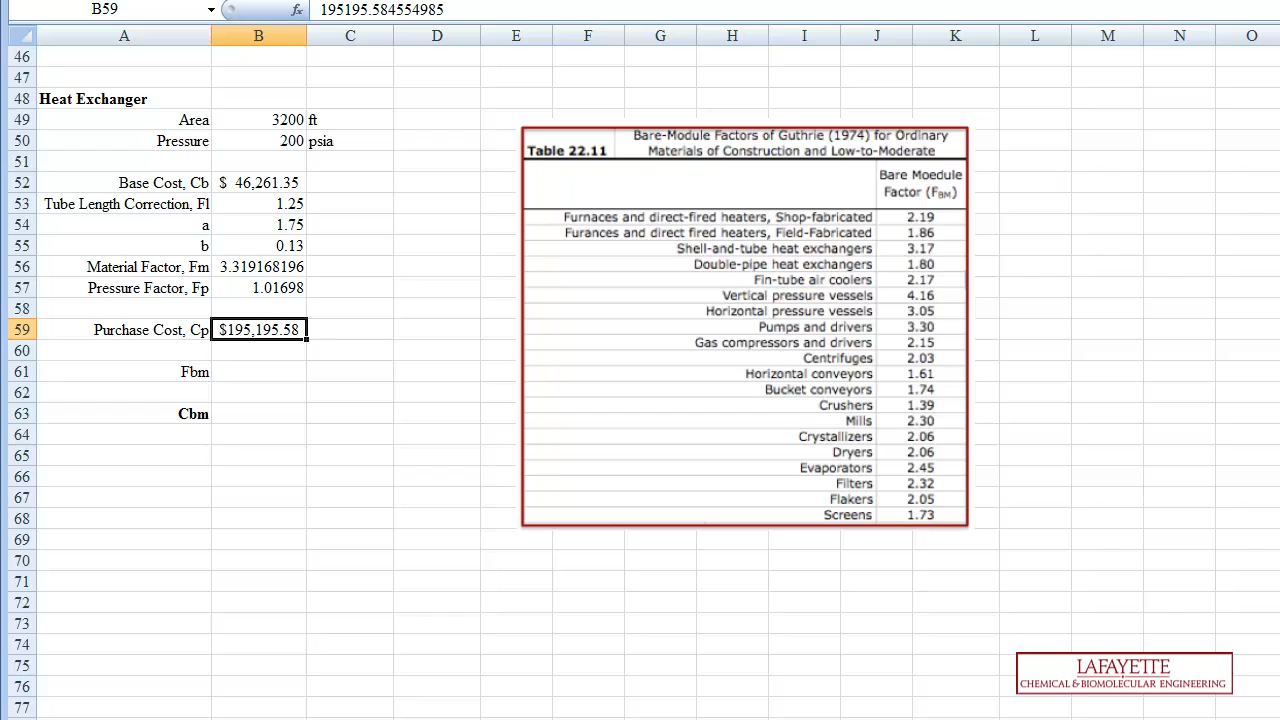 B59 fx 195195.584554985
A B C D E F G H I J K L M N O
46
47
48 Heat Exchanger
49 Area 3200 ft
50 Pressure 200 psia
51
52 Base Cost, Cb $ 46,261.35
53 Tube Length Correction, Fl 1.25
54 a 1.75
55 b 0.13
56 Material Factor, Fm 3.319168196
57 Pressure Factor, Fp 1.01698
58
59 Purchase Cost, Cp $195,195.58
60
61 Fbm
62
63 Cbm
64
65
66
67
68
69
70
71
72
73
74
75
76
77
Bare-Module Factors of Guthrie (1974) for Ordinary
Table 22.11 Materials of Construction and Low-to-Moderate
Bare Moedule
Factor (FBM)
Furnaces and direct-fired heaters, Shop-fabricated 2.19
Furances and direct fired heaters, Field-Fabricated 1.86
Shell-and-tube heat exchangers 3.17
Double-pipe heat exchangers 1.80
Fin-tube air coolers 2.17
Vertical pressure vessels 4.16
Horizontal pressure vessels 3.05
Pumps and drivers 3.30
Gas compressors and drivers 2.15
Centrifuges 2.03
Horizontal conveyors 1.61
Bucket conveyors 1.74
Crushers 1.39
Mills 2.30
Crystallizers 2.06
Dryers 2.06
Evaporators 2.45
Filters 2.32
Flakers 2.05
Screens 1.73
LAFAYETTE
CHEMICAL & BIOMOLECULAR ENGINEERING